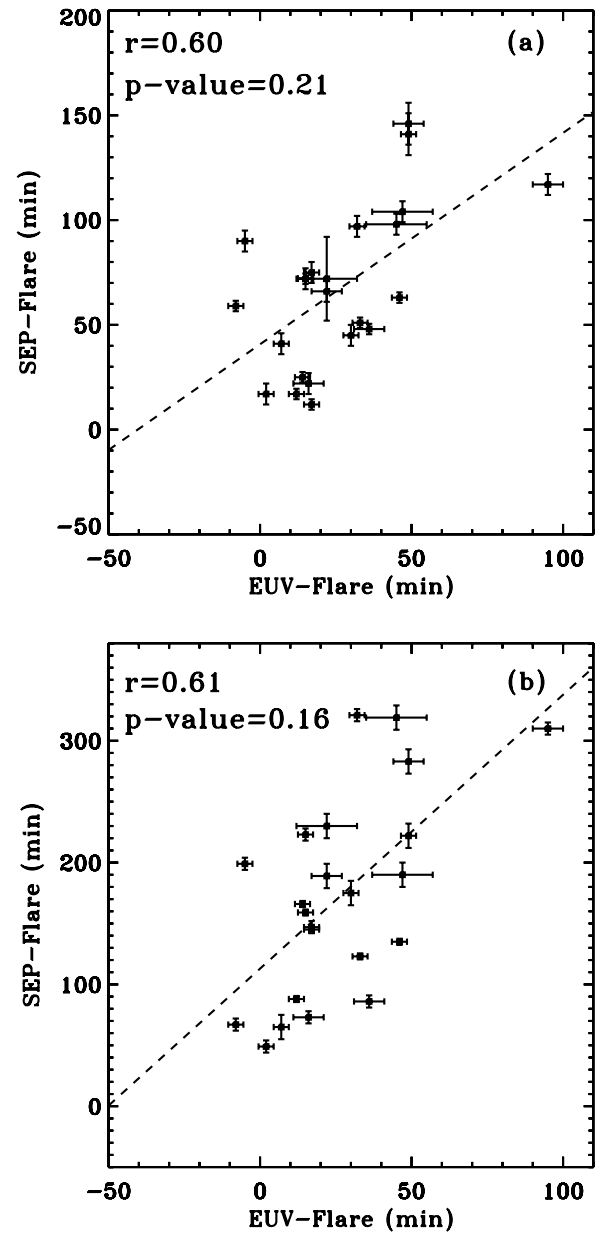 200
r=0.60
(a)
p-value=0.21
150
100
50
0
-50
SEP-Flare (min)
-50 0 50 100
EUV-Flare (min)
r=0.61
(b)
p-value=0.16
300
200
100
0
SEP-Flare (min)
-50 0 50 100
EUV-Flare (min)